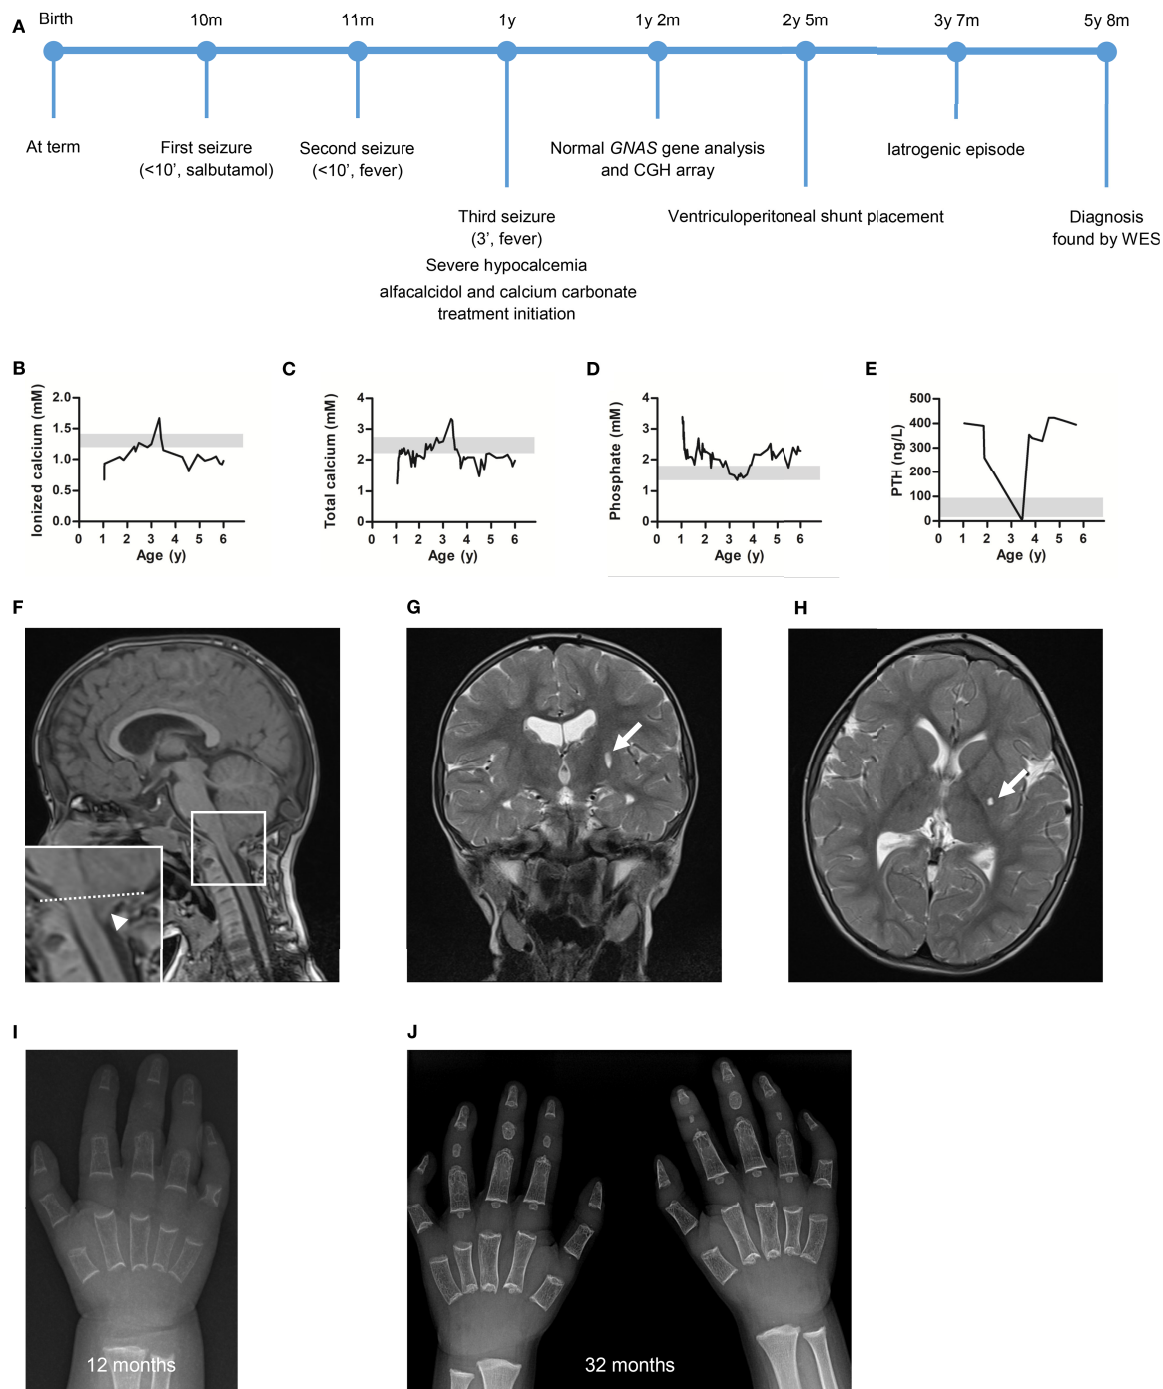 A
Birth 10m 11m 1y 1y 2m 2y 5m 3y 7m 5y 8m
At term
First seizure
(<10’, salbutamol)
Second seizure
(<10’, fever)
Normal GNAS gene analysis
and CGH array
Iatrogenic episode
Third seizure
(3’, fever)
Severe hypocalcemia
alfacalcidol and calcium carbonate
treatment initiation
Ventriculoperitoneal shunt placement
Diagnosis
found by WES
B
Ionized calcium (mM)
2.0
1.5
1.0
0.5
0.0
0 1 2 3 4 5 6
Age (y)
C
Total calcium (mM)
4
3
2
1
0
0 1 2 3 4 5 6
Age (y)
D
Phosphate (mM)
4
3
2
1
0
0 1 2 3 4 5 6
Age (y)
E
PTH (ng/L)
500
400
300
200
100
0
0 1 2 3 4 5 6
Age (y)
F
G
H
I
12 months
J
32 months